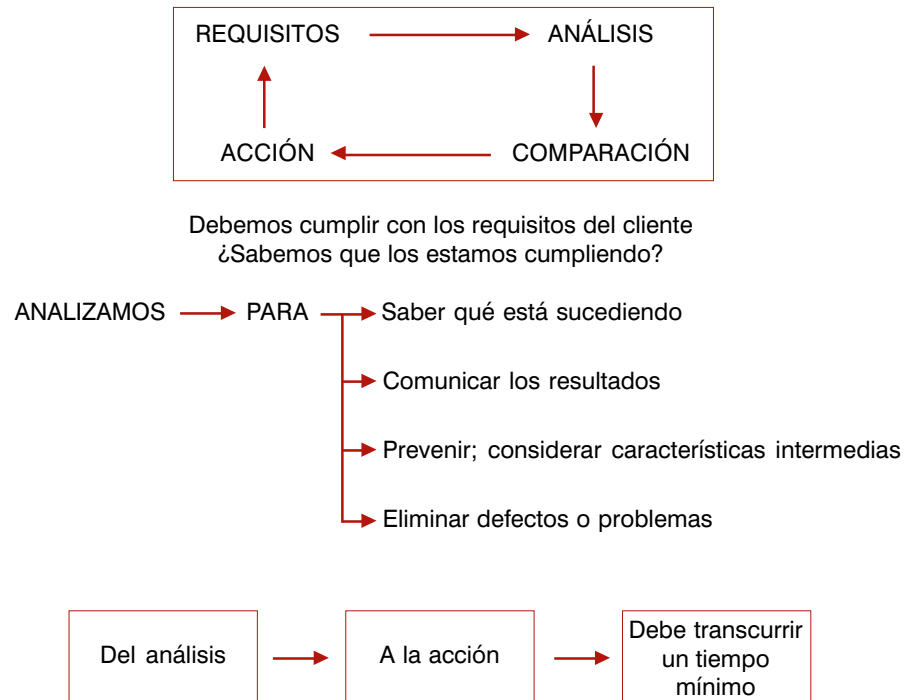 REQUISITOS
ANÁLISIS
ACCIÓN
COMPARACIÓN
Debemos cumplir con los requisitos del cliente
¿Sabemos que los estamos cumpliendo?
ANALIZAMOS
PARA
Saber qué está sucediendo
Comunicar los resultados
Prevenir; considerar características intermedias
Eliminar defectos o problemas
Del análisis
A la acción
Debe transcurrir
un tiempo
mínimo